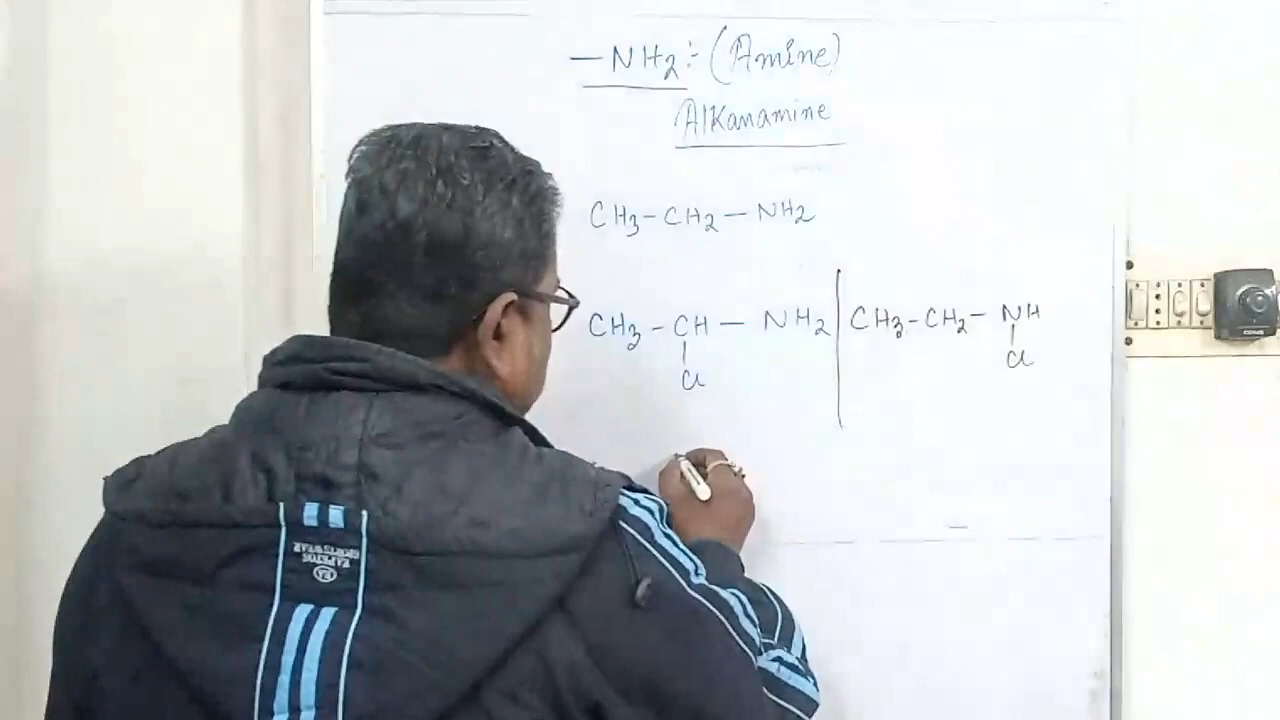 —NH2:- (Amine)
Alkanamine
CH3-CH2-NH2
CH3-CH-NH2 | CH3-CH2-NH
Cl Cl